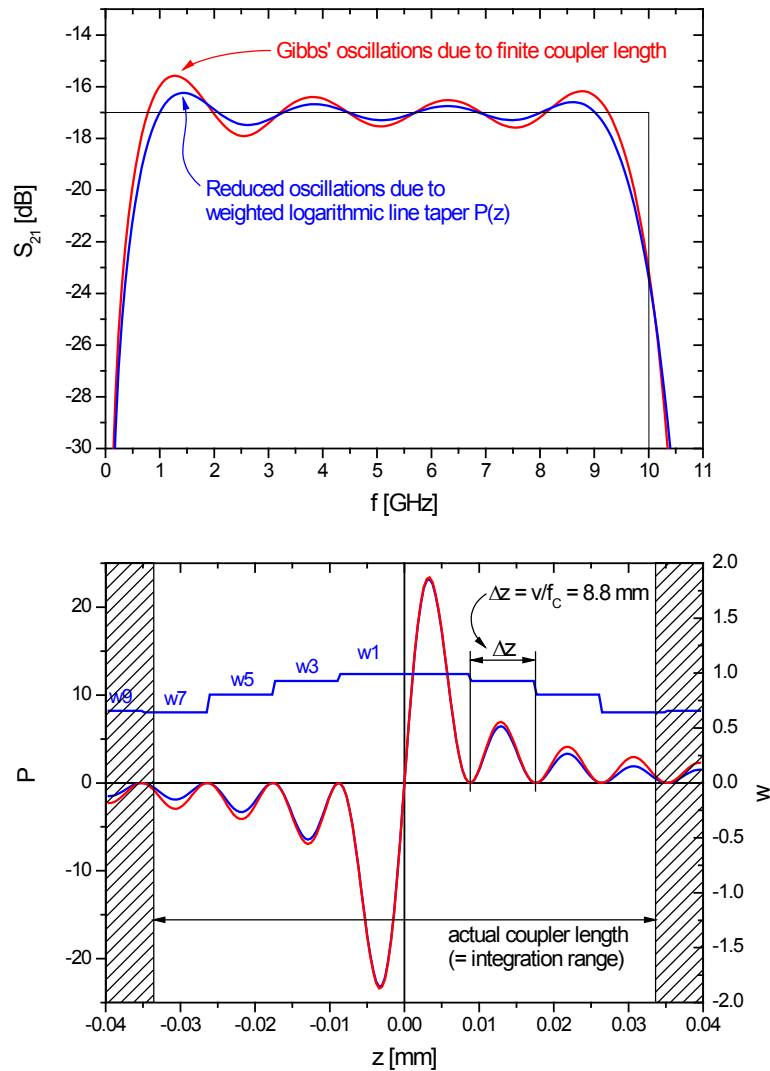 -14
-16
-18
-20
-22
-24
-26
-28
-30
S21 [dB]
Gibbs' oscillations due to finite coupler length
Reduced oscillations due to
weighted logarithmic line taper P(z)
0 1 2 3 4 5 6 7 8 9 10 11
f [GHz]
20
10
0
-10
-20
P
2.0
1.5
1.0
0.5
0.0
-0.5
-1.0
-1.5
-2.0
w
Δz = v/fC = 8.8 mm
Δz
w9 w7 w5 w3 w1
actual coupler length
(= integration range)
-0.04 -0.03 -0.02 -0.01 0.00 0.01 0.02 0.03 0.04
z [mm]